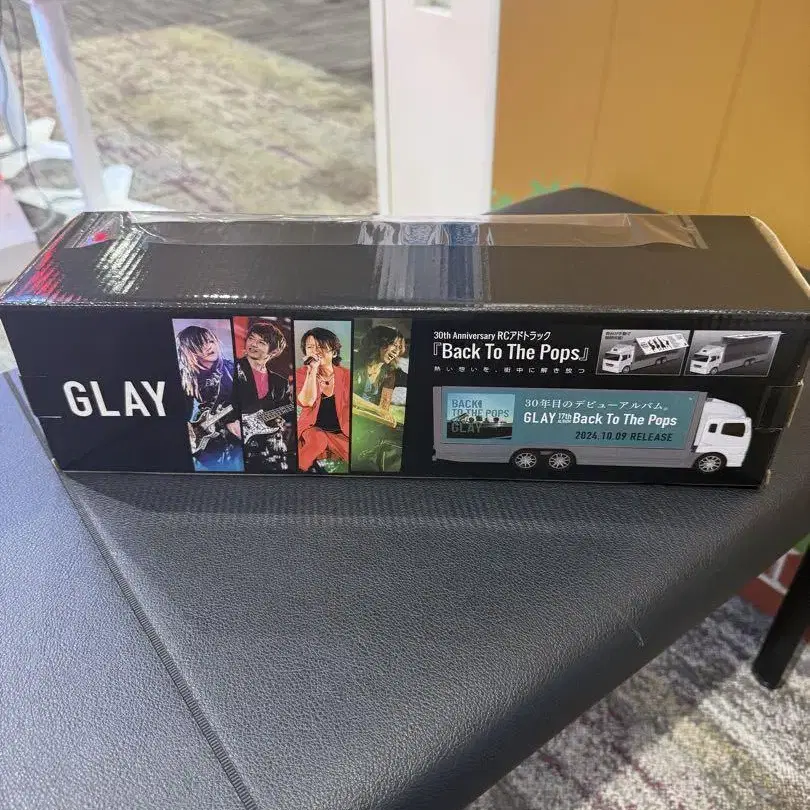 GLAY
30th Anniversary RCアドトラック
『Back To The Pops』
熱い想いを、街中に解き放つ
BACK
TO THE POPS
GLAY
30年目のデビューアルバム。
GLAY 17th ALBUM Back To The Pops
2024.10.09 RELEASE